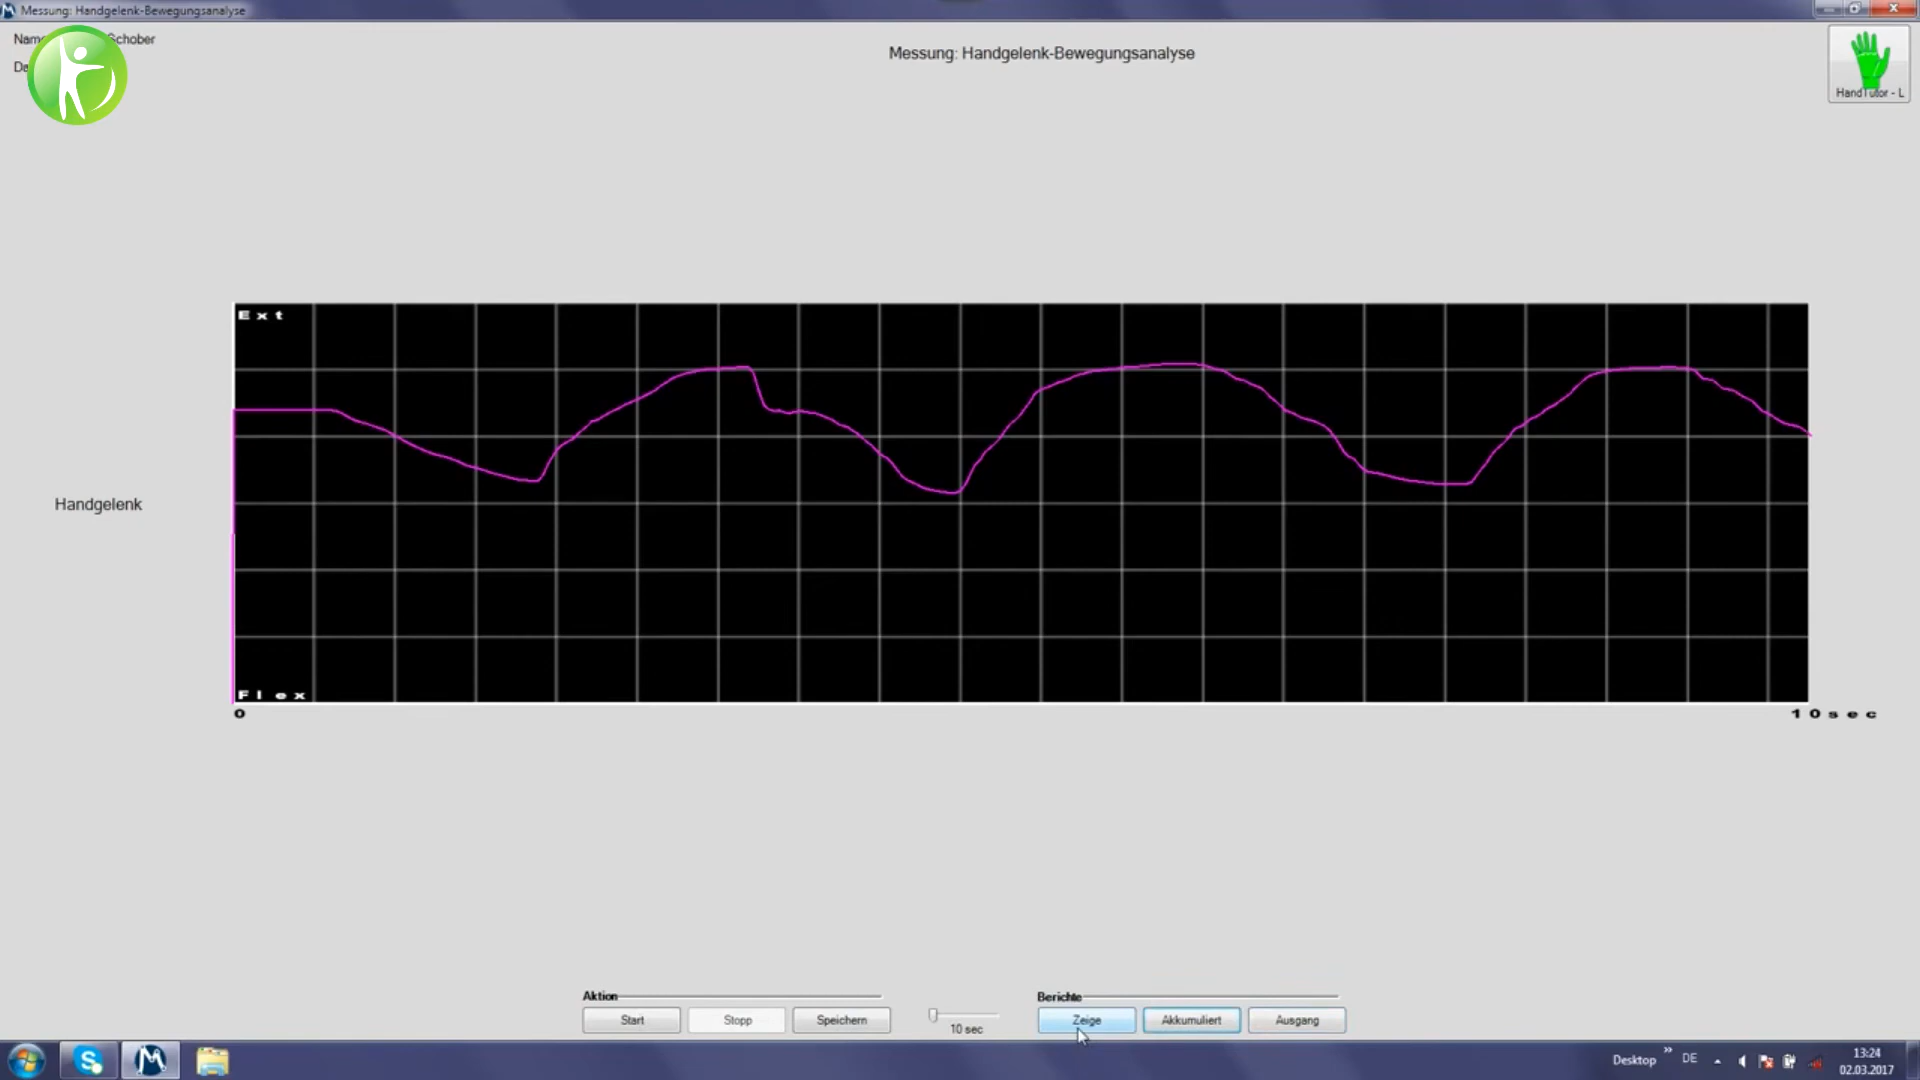 Messung: Handgelenk-Bewegungsanalyse
Schober
Messung: Handgelenk-Bewegungsanalyse
HandTutor - L
Ext
Handgelenk
Flex
0
10sec
Aktion
Berichte
Start
Stopp
Speichern
10 sec
Zeige
Akkumuliert
Ausgang
Desktop
DE
13:24
02.03.2017